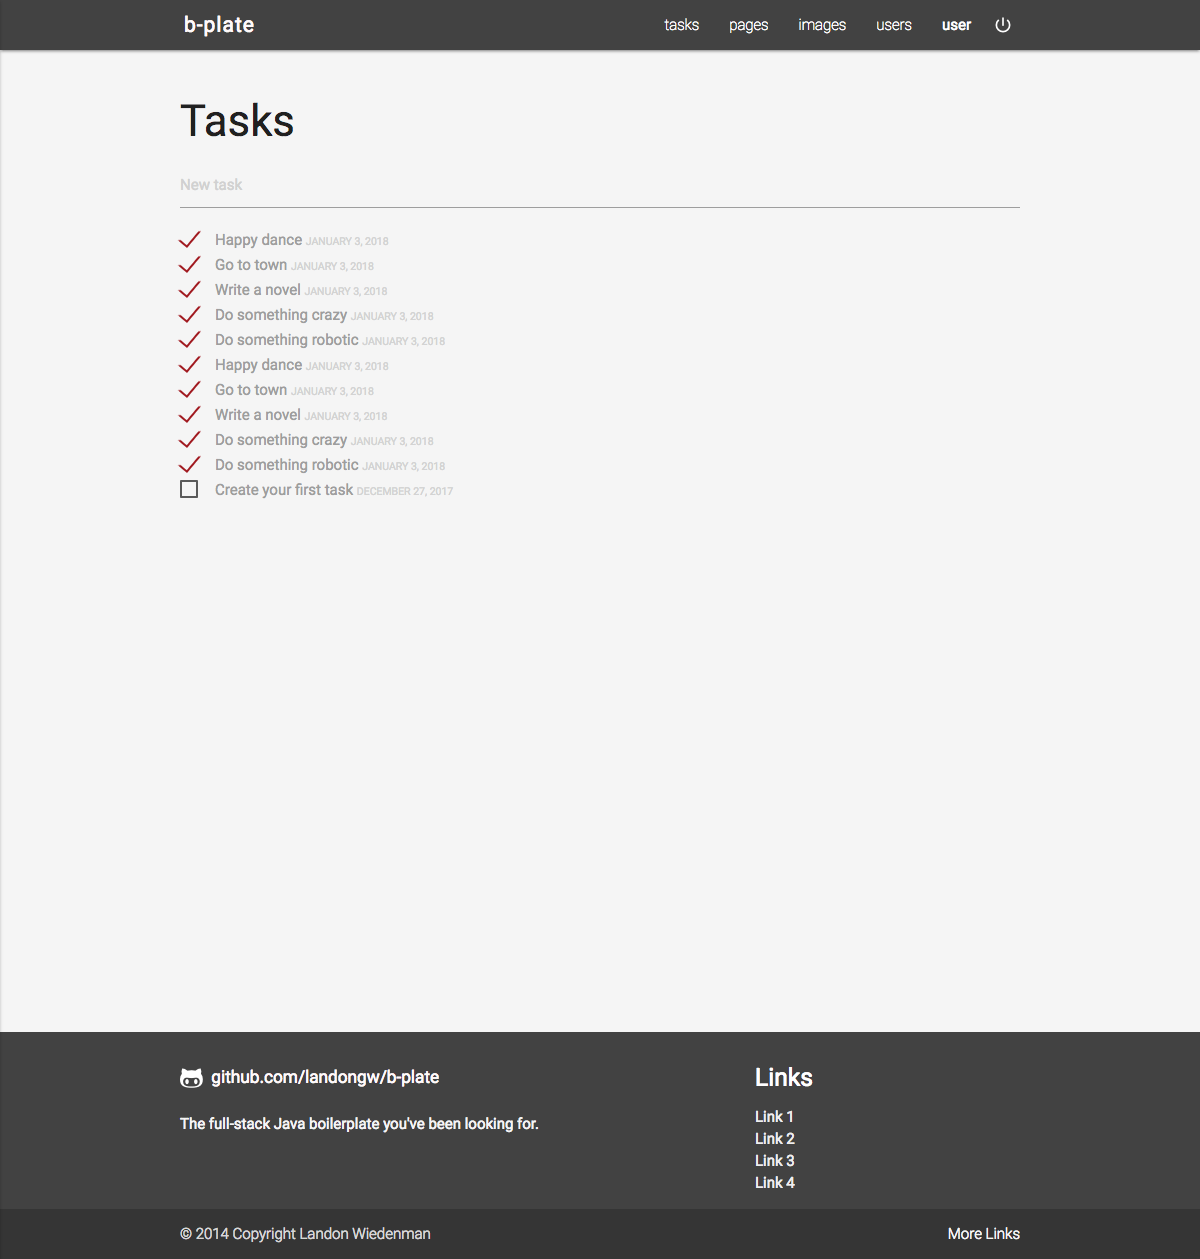 b-plate tasks pages images users user
Tasks
New task
Happy dance JANUARY 3, 2018
Go to town JANUARY 3, 2018
Write a novel JANUARY 3, 2018
Do something crazy JANUARY 3, 2018
Do something robotic JANUARY 3, 2018
Happy dance JANUARY 3, 2018
Go to town JANUARY 3, 2018
Write a novel JANUARY 3, 2018
Do something crazy JANUARY 3, 2018
Do something robotic JANUARY 3, 2018
Create your first task DECEMBER 27, 2017
github.com/landongw/b-plate
The full-stack Java boilerplate you've been looking for.
Links
Link 1
Link 2
Link 3
Link 4
© 2014 Copyright Landon Wiedenman More Links